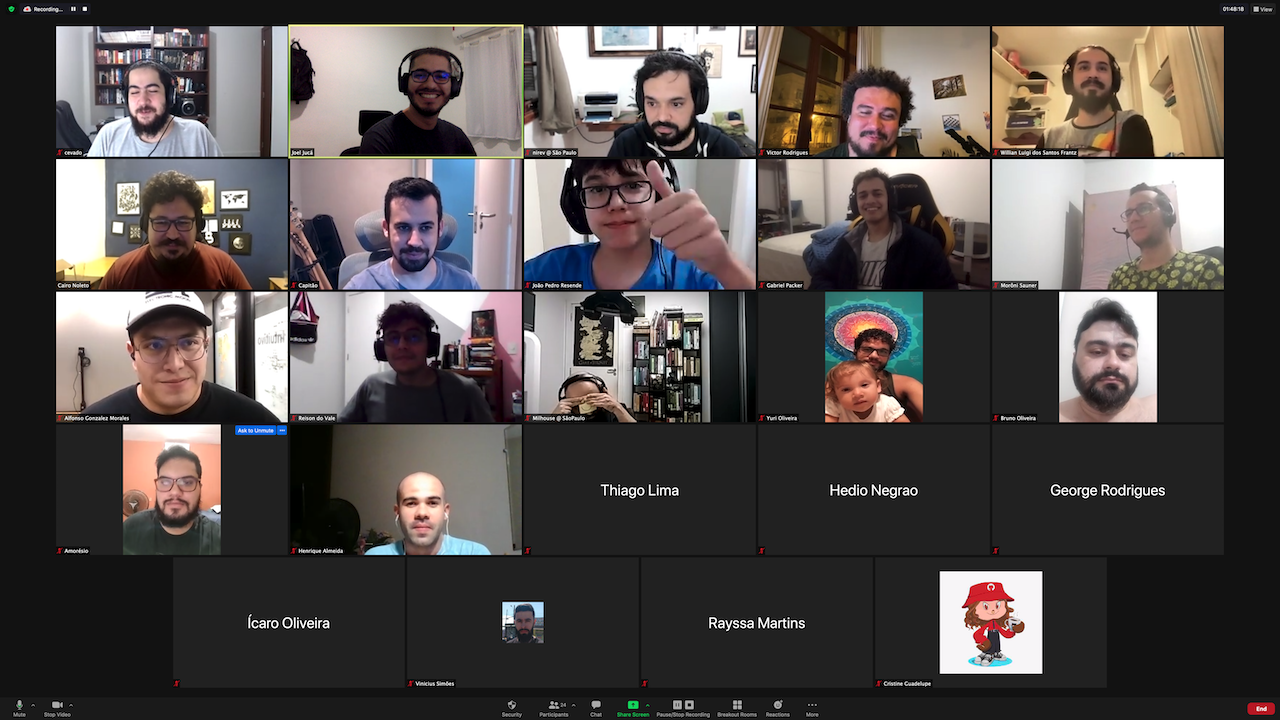 Recording...
01:48:18
View
cevado
Joel Jucá
nirev @ São Paulo
Victor Rodrigues
Willian Luigi dos Santos Frantz
Cairo Noleto
Capitão
João Pedro Resende
Gabriel Packer
Morôni Sauner
Alfonso Gonzalez Morales
Reison do Vale
Milhouse @ SãoPaulo
Yuri Oliveira
Bruno Oliveira
Ask to Unmute
Amorésio
Henrique Almeida
Thiago Lima
Hedio Negrao
George Rodrigues
Ícaro Oliveira
Vinicius Simões
Rayssa Martins
Cristine Guadelupe
Mute
Stop Video
Security
Participants
24
Chat
Share Screen
Pause/Stop Recording
Breakout Rooms
Reactions
More
End